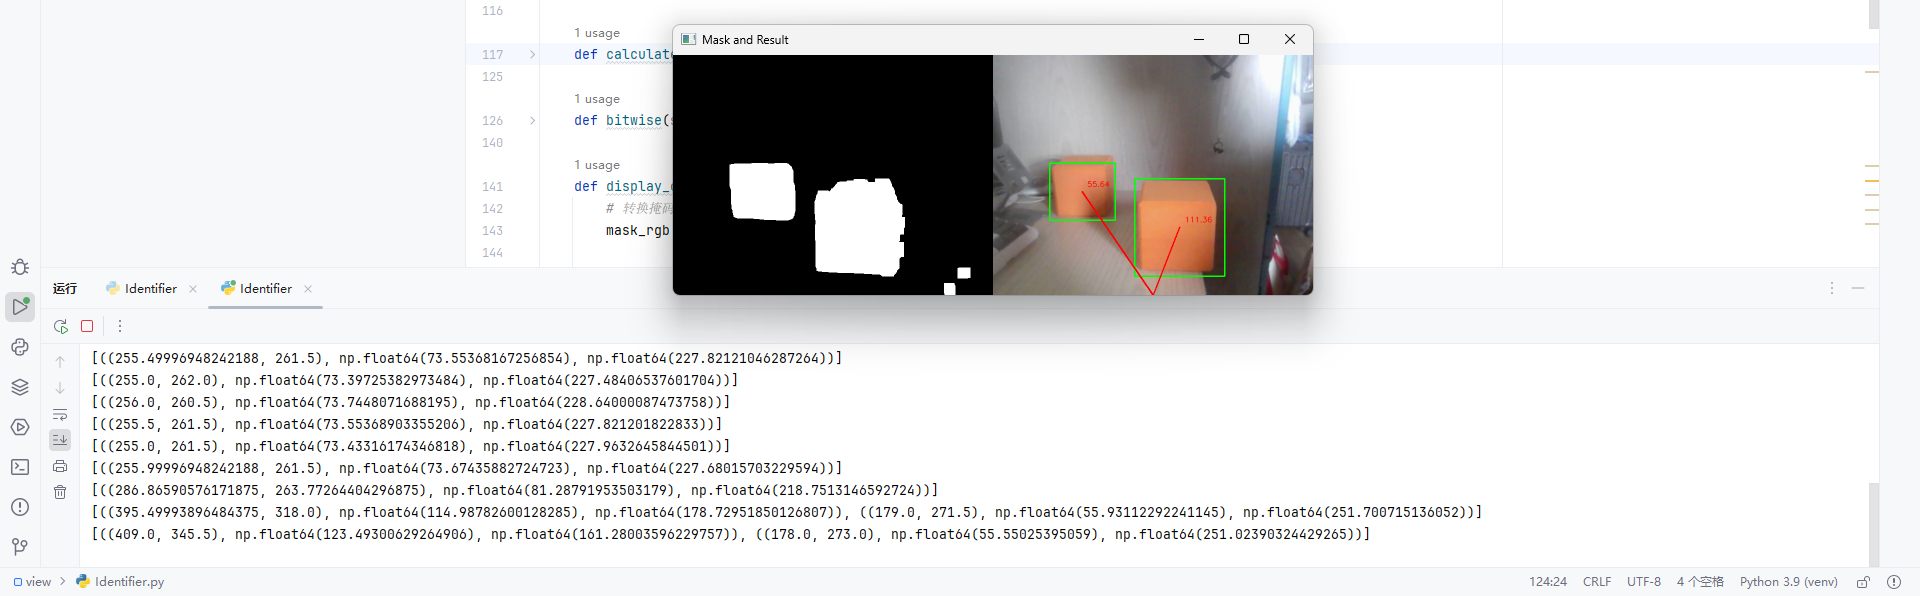 116
1 usage
117 def calculat
125
1 usage
126 def bitwise(
140
1 usage
141 def display_
142 # 转换掩码
143 mask_rgb
144
Mask and Result
55.64
111.36
运行 Identifier × Identifier ×
[((255.49996948242188, 261.5), np.float64(73.55368167256854), np.float64(227.82121046287264))]
[((255.0, 262.0), np.float64(73.39725382973484), np.float64(227.48406537601704))]
[((256.0, 260.5), np.float64(73.7448071688195), np.float64(228.64000087473758))]
[((255.5, 261.5), np.float64(73.55368903355206), np.float64(227.821201822833))]
[((255.0, 261.5), np.float64(73.43316174346818), np.float64(227.9632645844501))]
[((255.99996948242188, 261.5), np.float64(73.67435882724723), np.float64(227.68015703229594))]
[((286.86590576171875, 263.77264404296875), np.float64(81.28791953503179), np.float64(218.7513146592724))]
[((395.49993896484375, 318.0), np.float64(114.98782600128285), np.float64(178.72951850126807)), ((179.0, 271.5), np.float64(55.93112292241145), np.float64(251.700715136052))]
[((409.0, 345.5), np.float64(123.49300629264906), np.float64(161.28003596229757)), ((178.0, 273.0), np.float64(55.55025395059), np.float64(251.02390324429265))]
view > Identifier.py
124:24 CRLF UTF-8 4 个空格 Python 3.9 (venv)